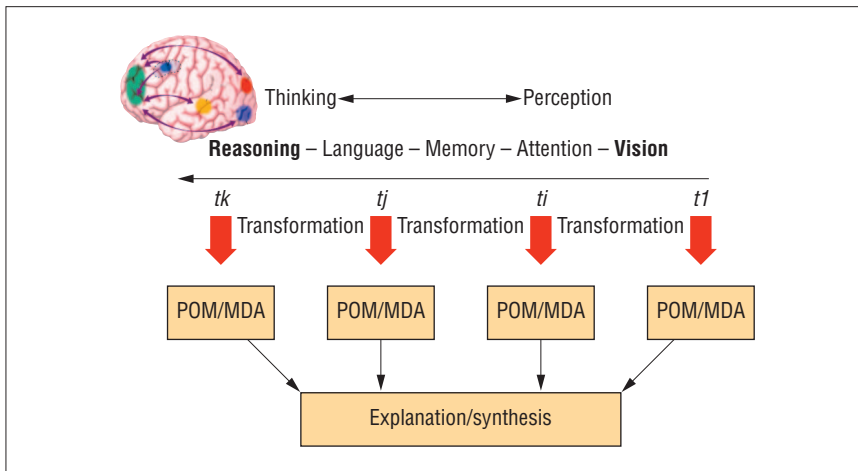 Thinking Perception
Reasoning – Language – Memory – Attention – Vision
tk tj ti t1
Transformation Transformation Transformation
POM/MDA POM/MDA POM/MDA POM/MDA
Explanation/synthesis